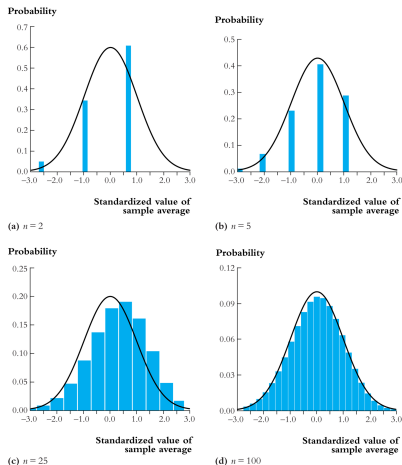 Probability
0.7
0.6
0.5
0.4
0.3
0.2
0.1
0.0
−3.0 −2.0 −1.0 0.0 1.0 2.0 3.0
Standardized value of
sample average
(a) n = 2
Probability
0.5
0.4
0.3
0.2
0.1
0.0
−3.0 −2.0 −1.0 0.0 1.0 2.0 3.0
Standardized value of
sample average
(b) n = 5
Probability
0.25
0.20
0.15
0.10
0.05
0.00
−3.0 −2.0 −1.0 0.0 1.0 2.0 3.0
Standardized value of
sample average
(c) n = 25
Probability
0.12
0.09
0.06
0.03
0.00
−3.0 −2.0 −1.0 0.0 1.0 2.0 3.0
Standardized value of
sample average
(d) n = 100